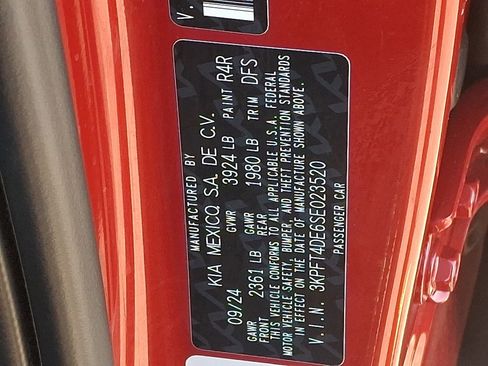 V.
MANUFACTURED BY
KIA MEXICO, S.A. DE C.V.
09/24 3924 LB PAINT R4R
GVWR
2361 LB 1980 LB TRIM DFS
GAWR FRONT GAWR REAR
THIS VEHICLE CONFORMS TO ALL APPLICABLE U.S.A. FEDERAL
MOTOR VEHICLE SAFETY, BUMPER, AND THEFT PREVENTION STANDARDS
IN EFFECT ON THE DATE OF MANUFACTURE SHOWN ABOVE.
V.I.N. 3KPFT4DE6SE023520
PASSENGER CAR